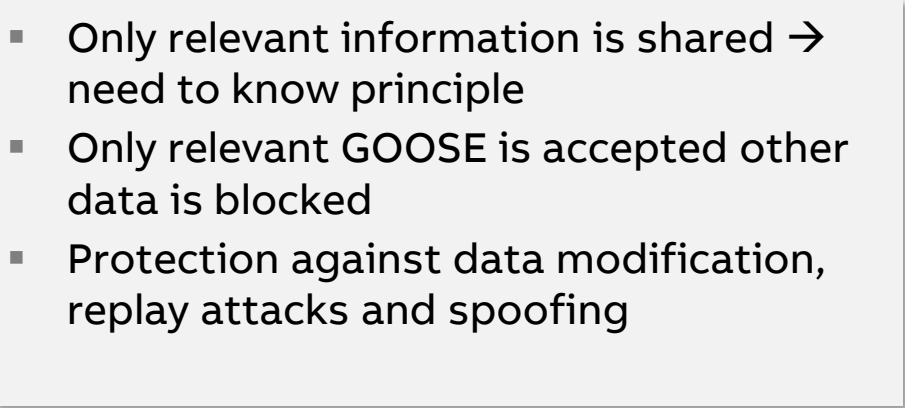 ▪ Only relevant information is shared →
need to know principle
▪ Only relevant GOOSE is accepted other
data is blocked
▪ Protection against data modification,
replay attacks and spoofing